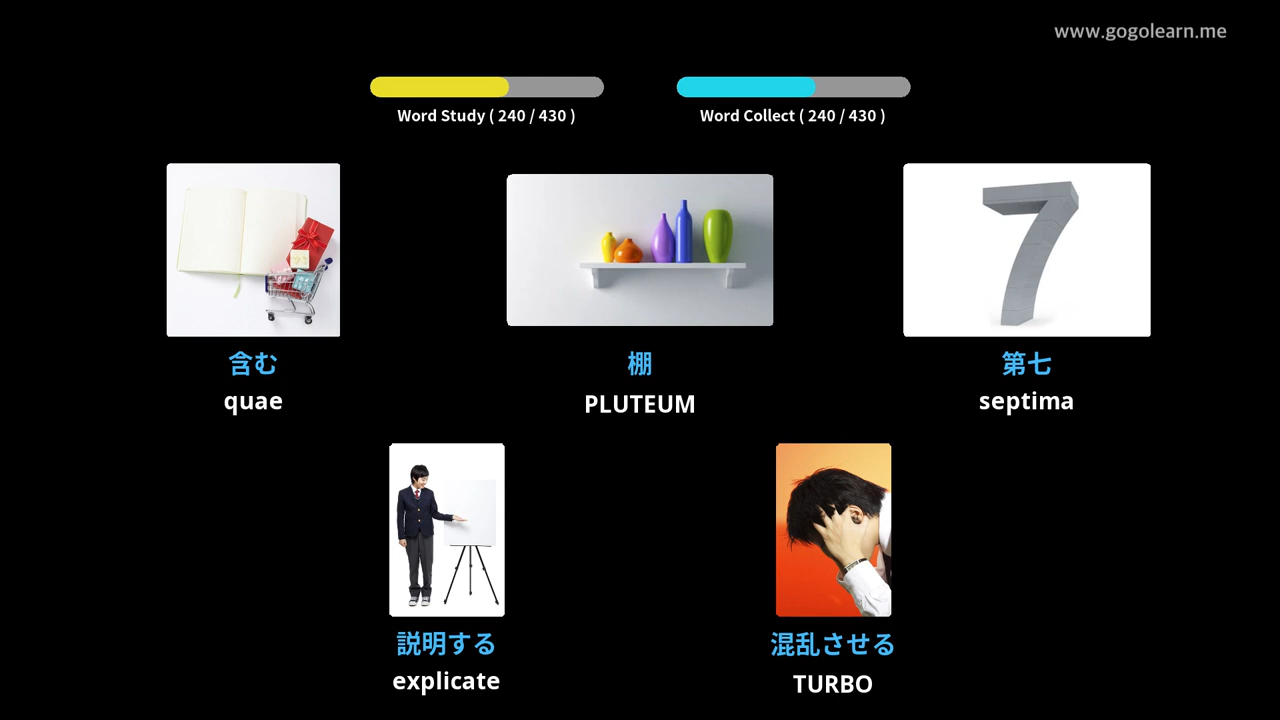 www.gogolearn.me
Word Study ( 240 / 430 )
Word Collect ( 240 / 430 )
含む
quae
棚
PLUTEUM
第七
septima
説明する
explicate
混乱させる
TURBO